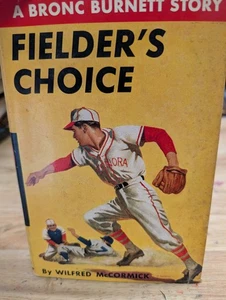 A BRONC BURNETT STORY
FIELDER'S
CHOICE
By WILFRED McCORMICK